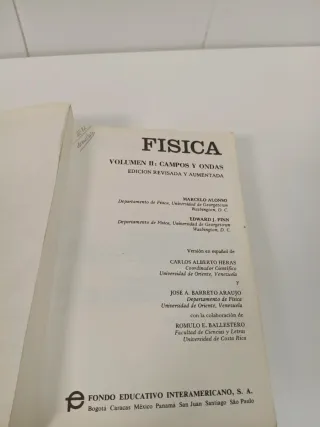 FISICA
VOLUMEN II: CAMPOS Y ONDAS
EDICION REVISADA Y AUMENTADA
MARCELO ALONSO
Departamento de Física, Universidad de Georgetown
Washington, D. C.
EDWARD J. FINN
Departamento de Física, Universidad de Georgetown
Washington, D. C.
Versión en español de
CARLOS ALBERTO HERAS
Coordinador Científico
Universidad de Oriente, Venezuela
y
JOSÉ A. BARRETO ARAUJO
Departamento de Física
Universidad de Oriente, Venezuela
con la colaboración de
ROMULO E. BALLESTERO
Facultad de Ciencias y Letras
Universidad de Costa Rica
FONDO EDUCATIVO INTERAMERICANO, S. A.
Bogotá Caracas México Panamá San Juan Santiago São Paulo